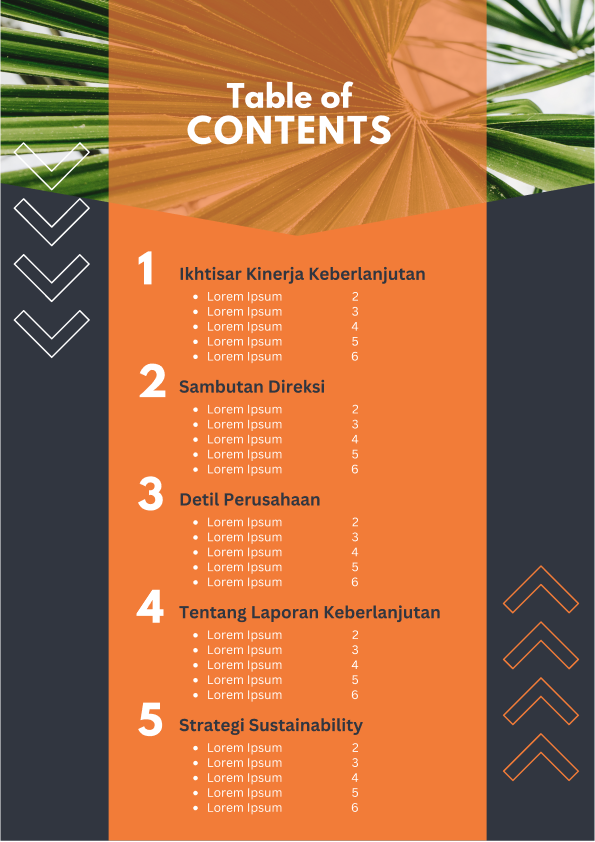 Table of
CONTENTS
1 Ikhtisar Kinerja Keberlanjutan
• Lorem Ipsum 2
• Lorem Ipsum 3
• Lorem Ipsum 4
• Lorem Ipsum 5
• Lorem Ipsum 6
2 Sambutan Direksi
• Lorem Ipsum 2
• Lorem Ipsum 3
• Lorem Ipsum 4
• Lorem Ipsum 5
• Lorem Ipsum 6
3 Detil Perusahaan
• Lorem Ipsum 2
• Lorem Ipsum 3
• Lorem Ipsum 4
• Lorem Ipsum 5
• Lorem Ipsum 6
4 Tentang Laporan Keberlanjutan
• Lorem Ipsum 2
• Lorem Ipsum 3
• Lorem Ipsum 4
• Lorem Ipsum 5
• Lorem Ipsum 6
5 Strategi Sustainability
• Lorem Ipsum 2
• Lorem Ipsum 3
• Lorem Ipsum 4
• Lorem Ipsum 5
• Lorem Ipsum 6